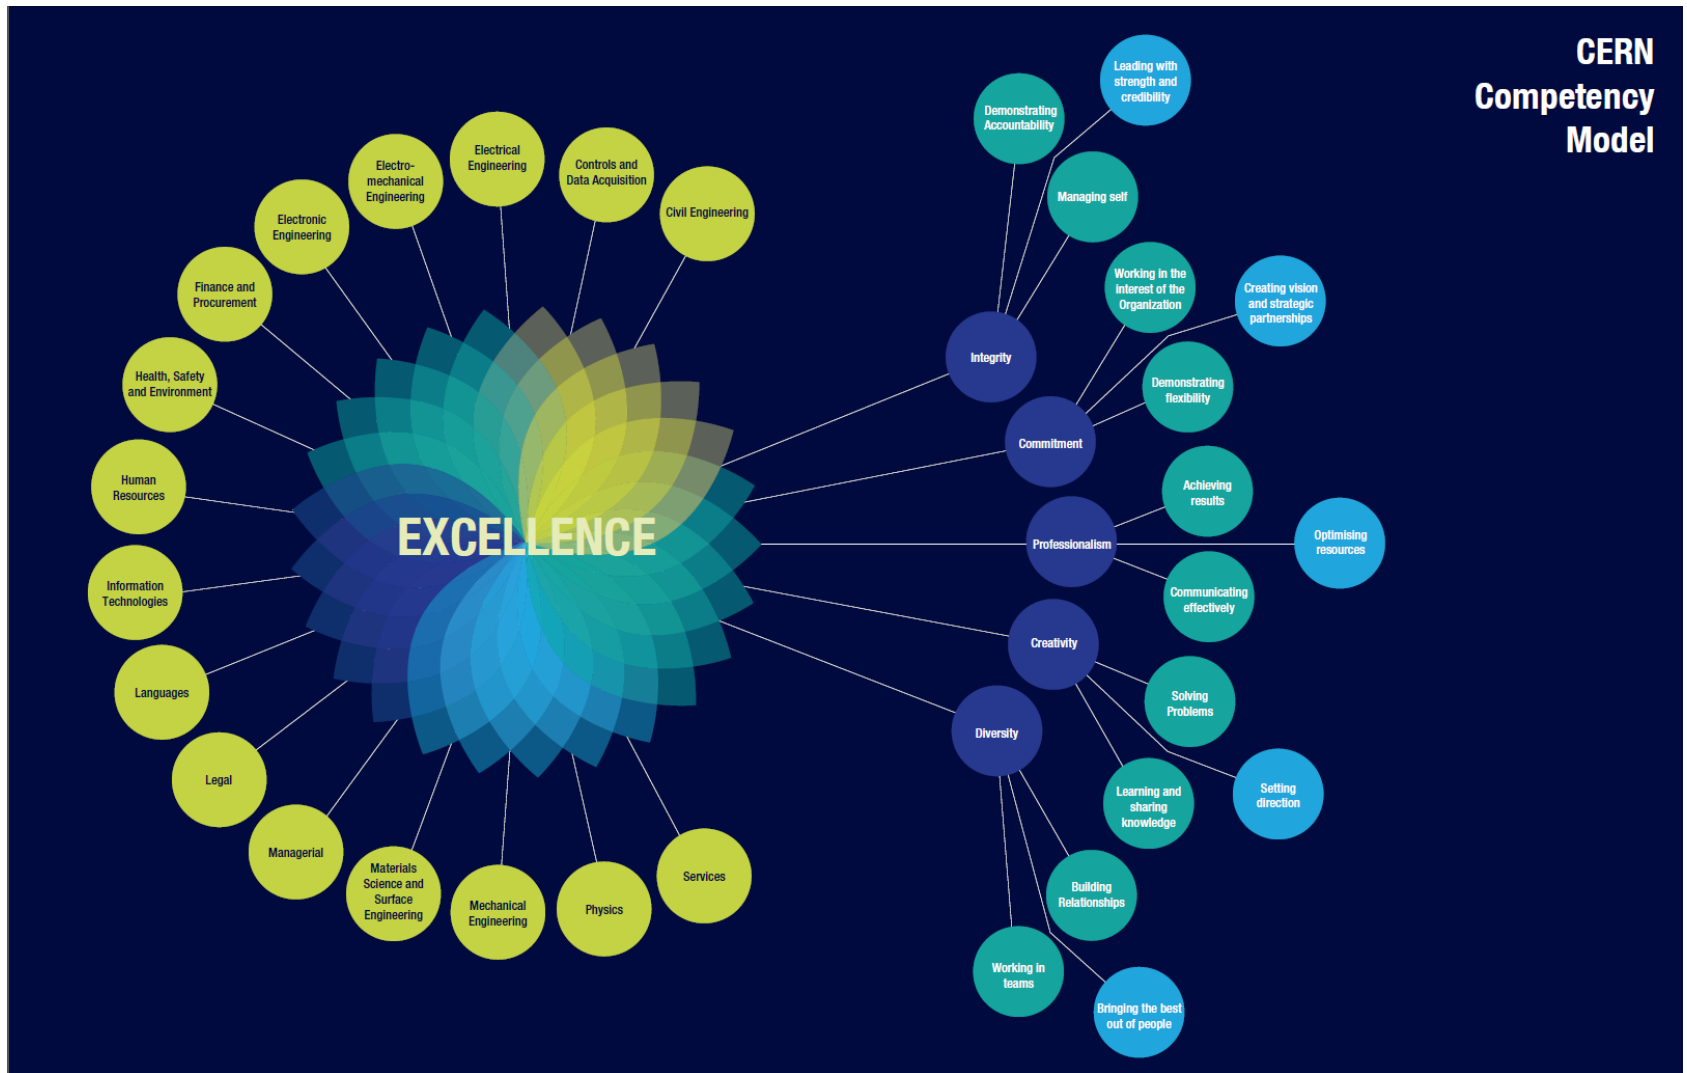 CERN
Competency
Model
EXCELLENCE
Civil Engineering
Controls and
Data Acquisition
Electrical
Engineering
Electro-
mechanical
Engineering
Electronic
Engineering
Finance and
Procurement
Health, Safety
and Environment
Human
Resources
Information
Technologies
Languages
Legal
Managerial
Materials
Science and
Surface
Engineering
Mechanical
Engineering
Physics
Services
Integrity
Demonstrating
Accountability
Leading with
strength and
credibility
Managing self
Commitment
Working in the
interest of the
Organization
Creating vision
and strategic
partnerships
Demonstrating
flexibility
Professionalism
Achieving
results
Optimising
resources
Communicating
effectively
Creativity
Solving
Problems
Setting
direction
Learning and
sharing
knowledge
Diversity
Building
Relationships
Working in
teams
Bringing the best
out of people